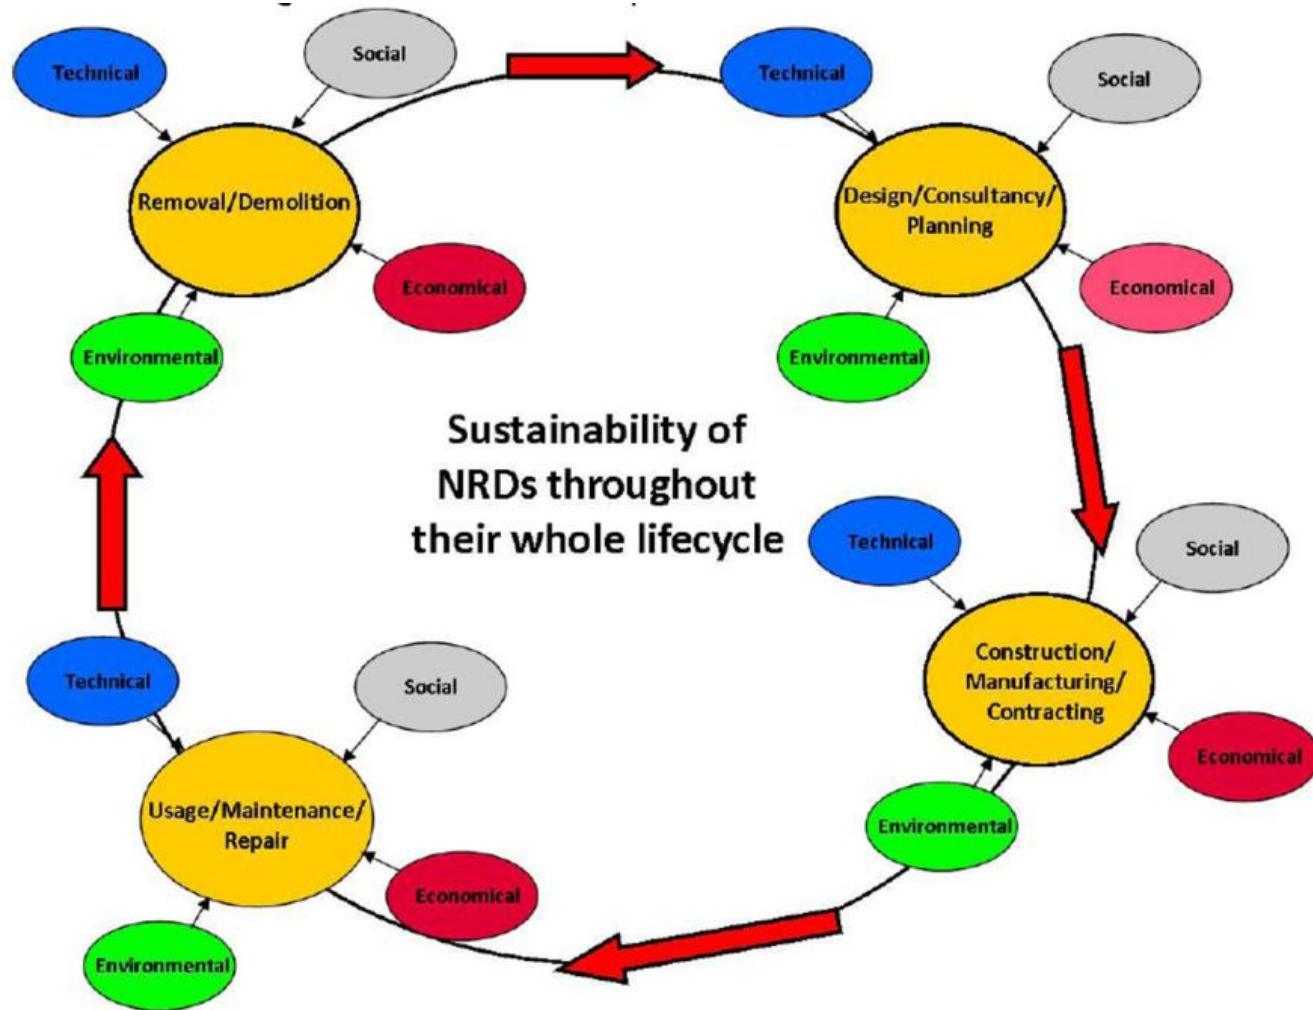 Technical
Social
Removal/Demolition
Economical
Environmental
Technical
Social
Design/Consultancy/
Planning
Economical
Environmental
Sustainability of
NRDs throughout
their whole lifecycle
Technical
Social
Construction/
Manufacturing/
Contracting
Economical
Environmental
Technical
Social
Usage/Maintenance/
Repair
Economical
Environmental